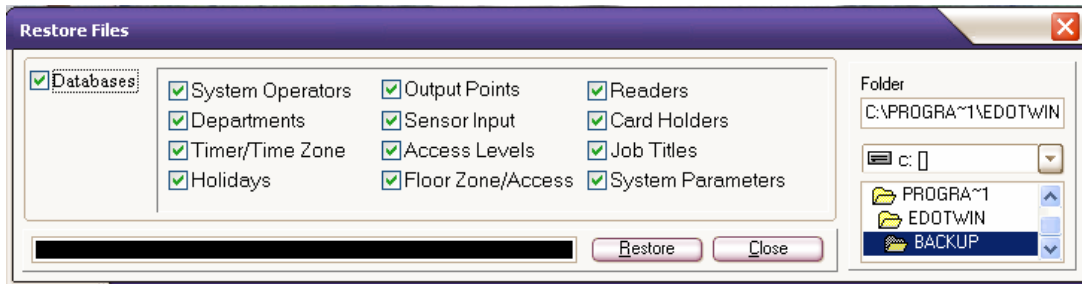 Restore Files
Databases
System Operators
Output Points
Readers
Departments
Sensor Input
Card Holders
Timer/Time Zone
Access Levels
Job Titles
Holidays
Floor Zone/Access
System Parameters
Folder
C:\PROGRA~1\EDOTWIN
c: []
PROGRA~1
EDOTWIN
BACKUP
Restore
Close